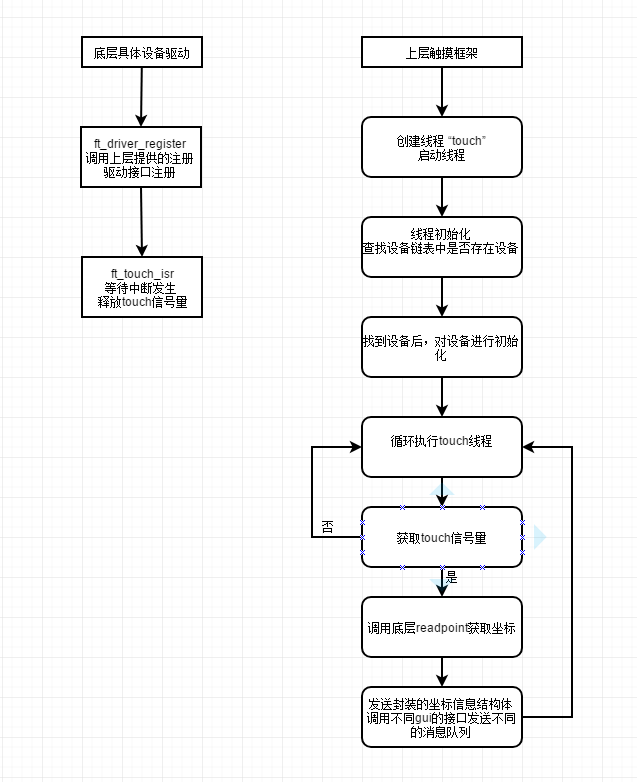 底层具体设备驱动
ft_driver_register
调用上层提供的注册
驱动接口注册
ft_touch_isr
等待中断发生
释放touch信号量
上层触摸框架
创建线程 “touch”
启动线程
线程初始化
查找设备链表中是否存在设备
找到设备后，对设备进行初始
化
循环执行touch线程
否
获取touch信号量
是
调用底层readpoint获取坐标
发送封装的坐标信息结构体
调用不同gui的接口发送不同
的消息队列